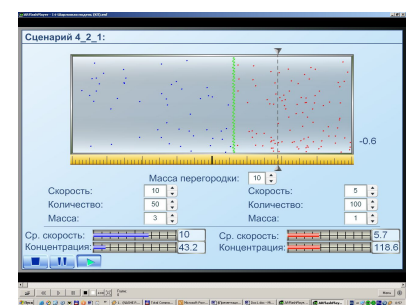 Сценарий 4_2_1:
-0.6
Масса перегородки: 10
Скорость: 10 Скорость: 5
Количество: 50 Количество: 100
Масса: 3 Масса: 1
Ср. скорость: 10 Ср. скорость: 5.7
Концентрация: 43.2 Концентрация: 118.6